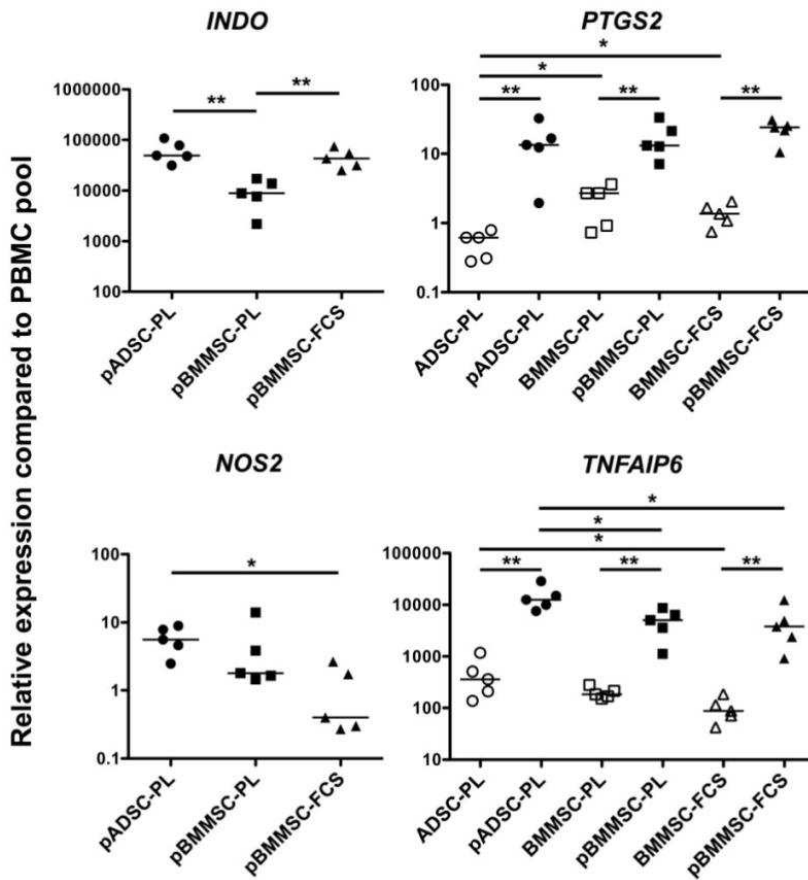 Relative expression compared to PBMC pool
INDO
**
**
1000000
100000
10000
1000
100
pADSC-PL
pBMMSC-PL
pBMMSC-FCS
PTGS2
*
*
**
**
**
100
10
1
0.1
ADSC-PL
pADSC-PL
BMMSC-PL
pBMMSC-PL
BMMSC-FCS
pBMMSC-FCS
NOS2
*
100
10
1
0.1
pADSC-PL
pBMMSC-PL
pBMMSC-FCS
TNFAIP6
*
*
*
**
**
**
100000
10000
1000
100
10
ADSC-PL
pADSC-PL
BMMSC-PL
pBMMSC-PL
BMMSC-FCS
pBMMSC-FCS